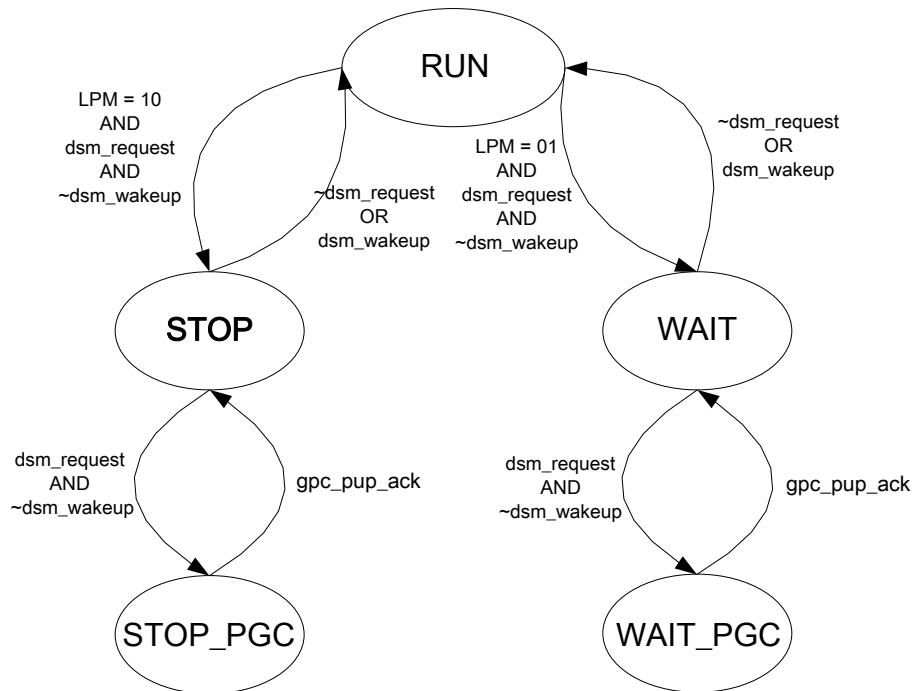 RUN
LPM = 10
AND
dsm_request
AND
~dsm_wakeup
~dsm_request
OR
dsm_wakeup
LPM = 01
AND
dsm_request
AND
~dsm_wakeup
~dsm_request
OR
dsm_wakeup
STOP
WAIT
dsm_request
AND
~dsm_wakeup
gpc_pup_ack
dsm_request
AND
~dsm_wakeup
gpc_pup_ack
STOP_PGC
WAIT_PGC